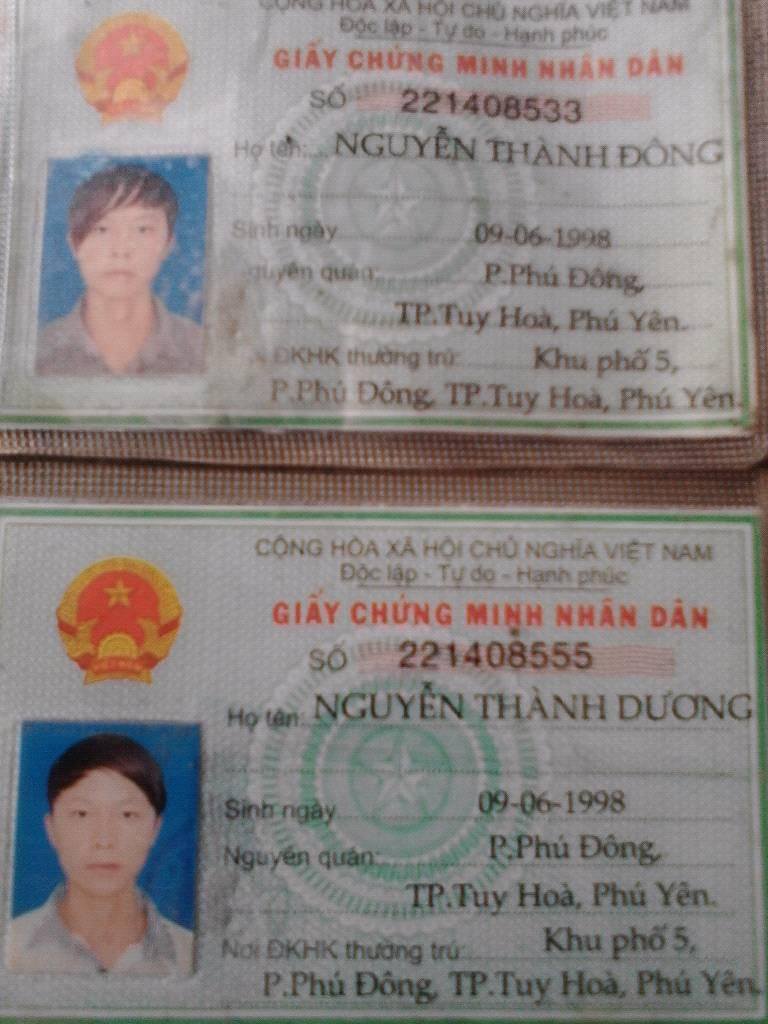 CỘNG HÒA XÃ HỘI CHỦ NGHĨA VIỆT NAM
Độc lập - Tự do - Hạnh phúc
GIẤY CHỨNG MINH NHÂN DÂN
SỐ 221408533
Họ tên: NGUYỄN THÀNH ĐÔNG
Sinh ngày 09-06-1998
Nguyên quán: P.Phú Đông,
TP.Tuy Hoà, Phú Yên.
Nơi ĐKHK thường trú: Khu phố 5,
P.Phú Đông, TP.Tuy Hoà, Phú Yên.
CỘNG HÒA XÃ HỘI CHỦ NGHĨA VIỆT NAM
Độc lập - Tự do - Hạnh phúc
GIẤY CHỨNG MINH NHÂN DÂN
SỐ 221408555
Họ tên: NGUYỄN THÀNH DƯƠNG
Sinh ngày 09-06-1998
Nguyên quán: P.Phú Đông,
TP.Tuy Hoà, Phú Yên.
Nơi ĐKHK thường trú: Khu phố 5,
P.Phú Đông, TP.Tuy Hoà, Phú Yên.